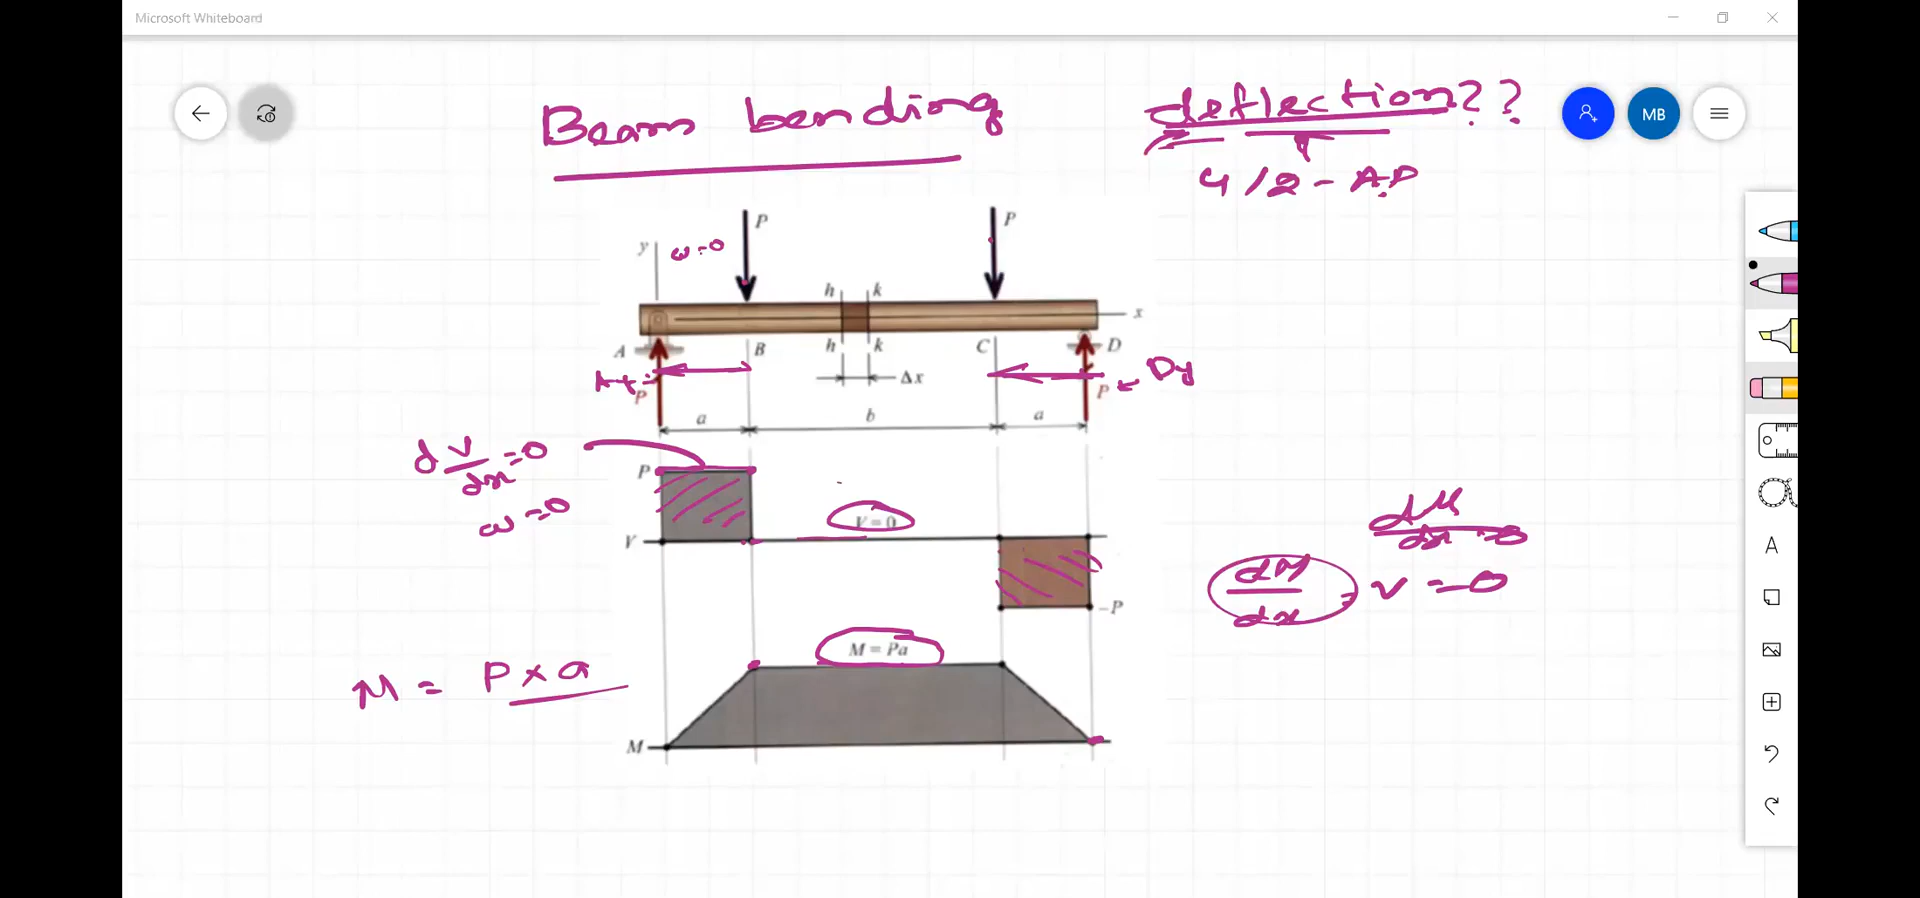 Microsoft Whiteboard
Beam bending
deflection??
4/2 - A.P
MB
P
P
y
ω=0
h
k
x
A
B
h
k
C
D
Δx
Ay
P
P
Dy
a
b
a
dV/dx=0
ω=0
P
V=0
V
-P
dM/dx=0
dM/dx = V = 0
M = Pa
M = P x a
M
A